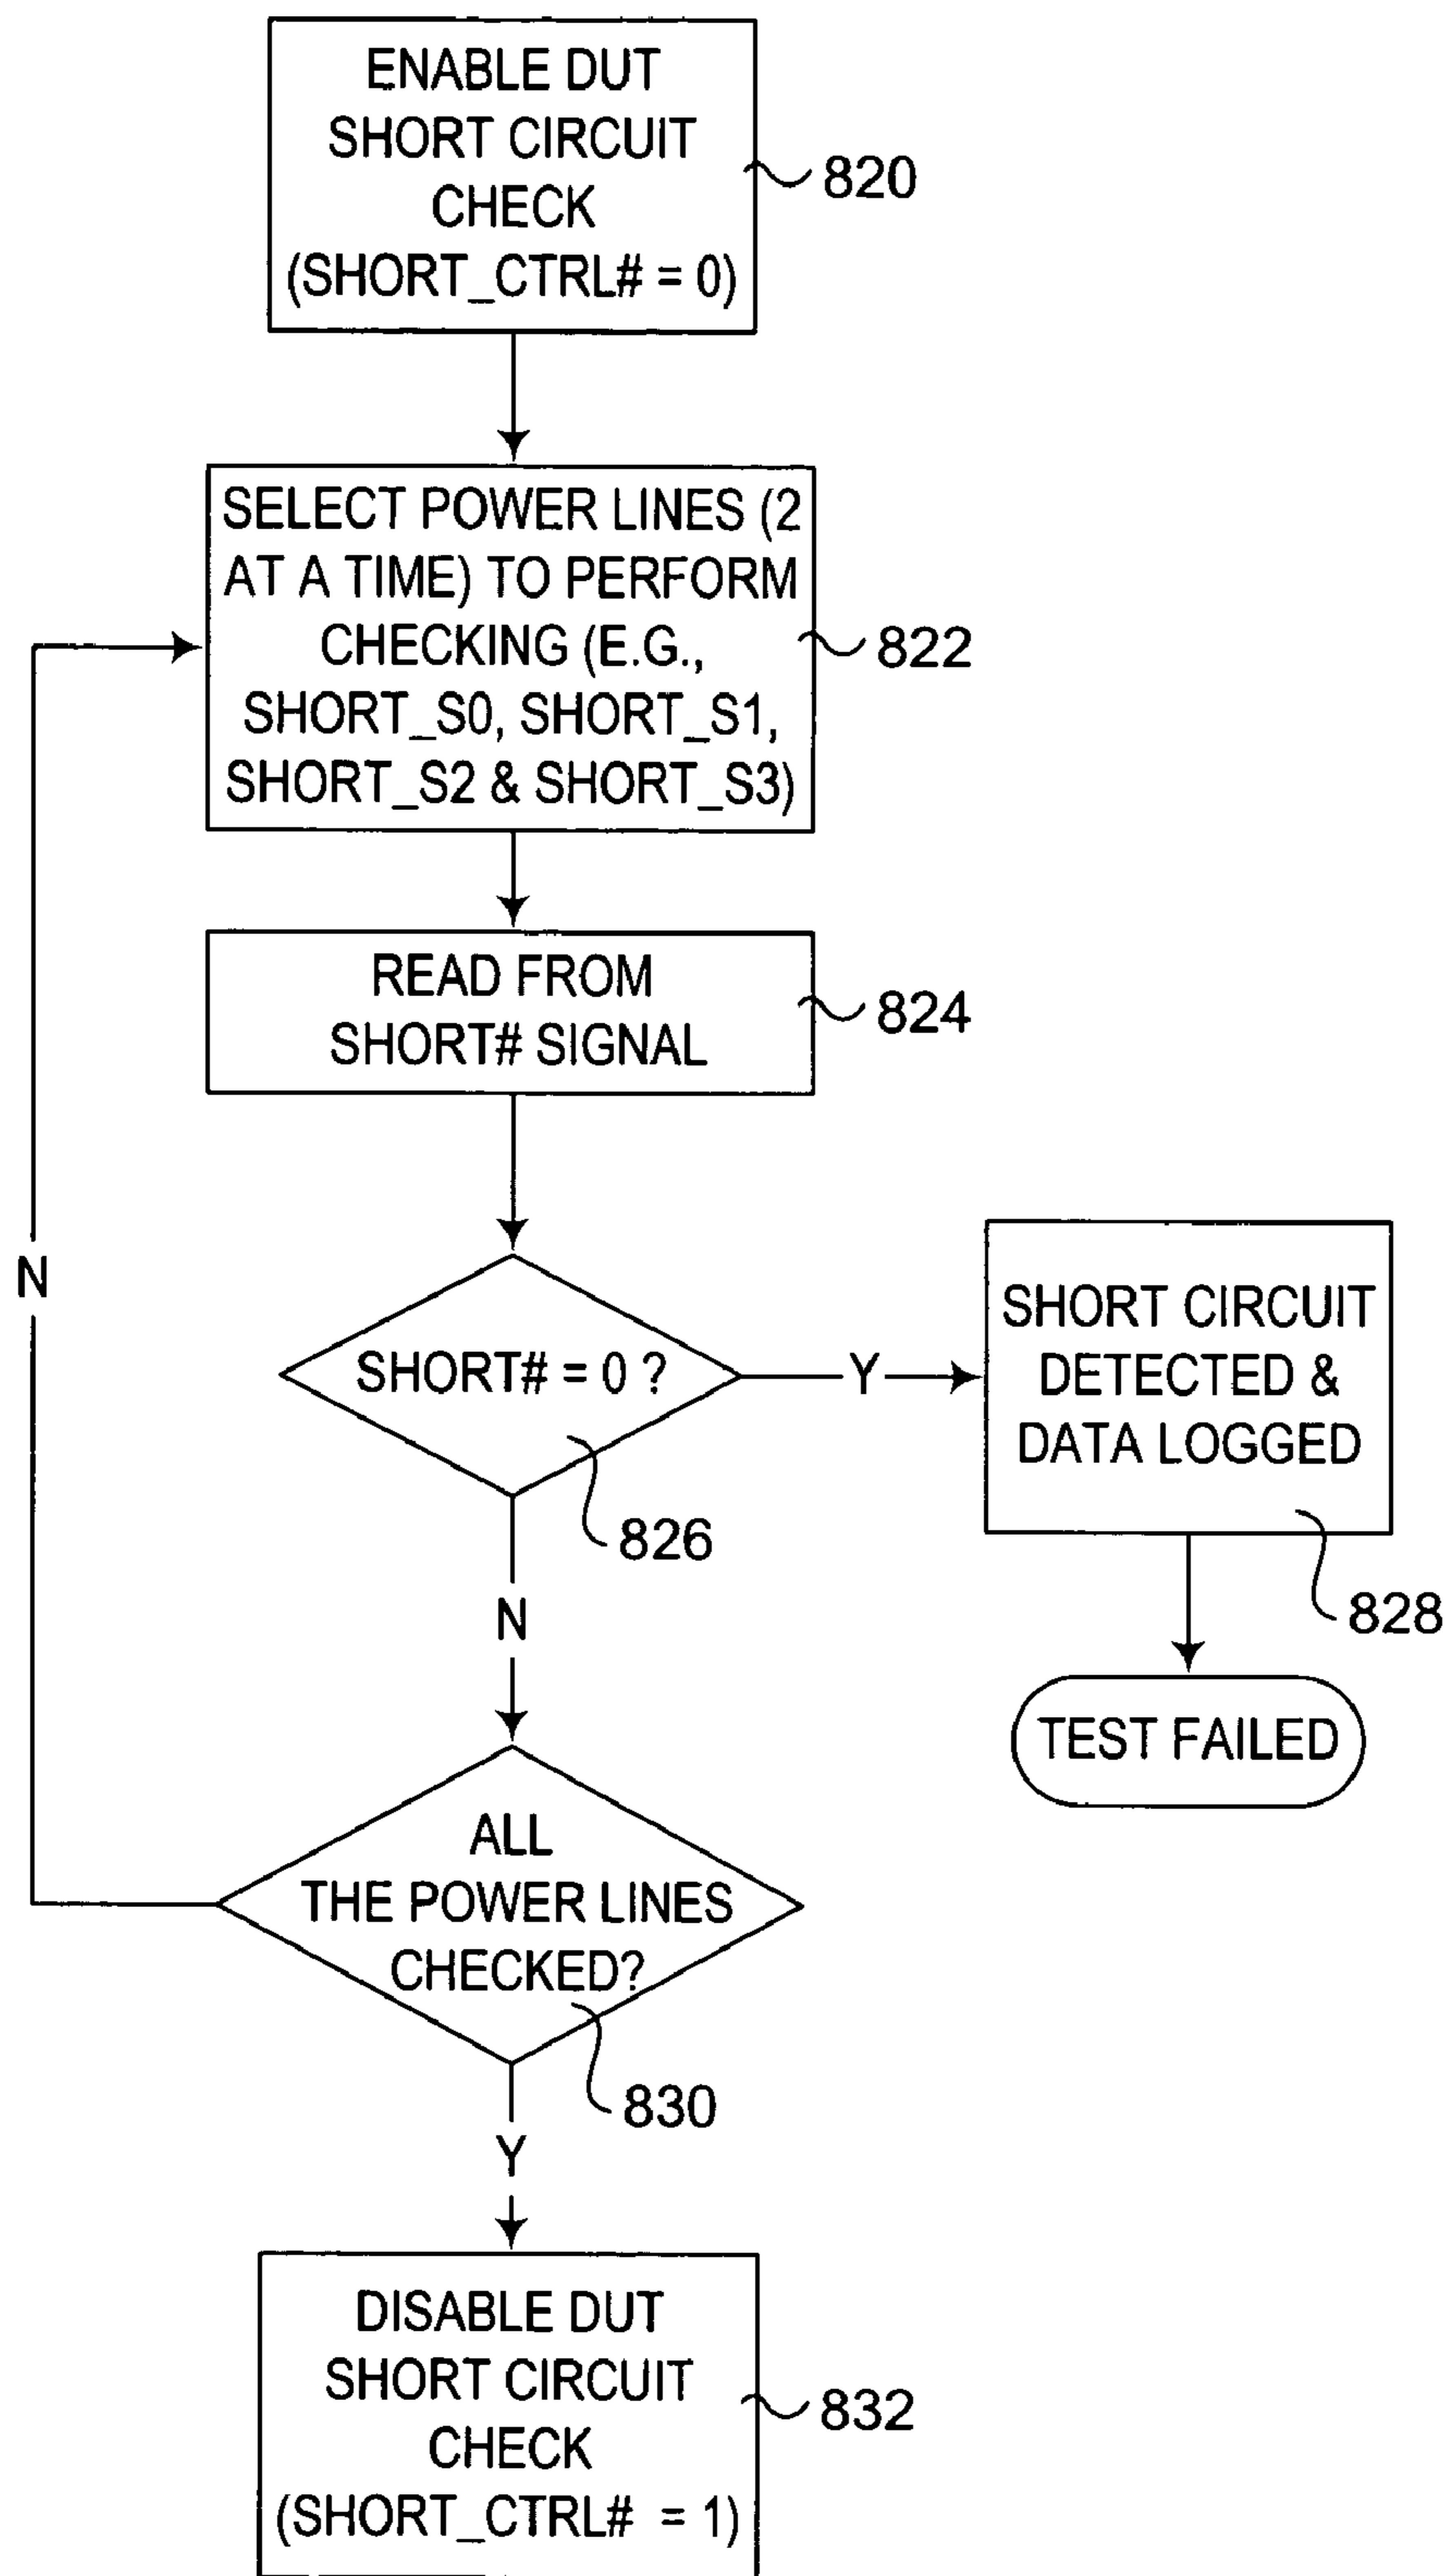 ENABLE DUT
SHORT CIRCUIT
CHECK
(SHORT_CTRL# = 0)
820
SELECT POWER LINES (2
AT A TIME) TO PERFORM
CHECKING (E.G.,
SHORT_S0, SHORT_S1,
SHORT_S2 & SHORT_S3)
822
READ FROM
SHORT# SIGNAL
824
N
SHORT# = 0 ?
826
Y
SHORT CIRCUIT
DETECTED &
DATA LOGGED
828
TEST FAILED
N
ALL
THE POWER LINES
CHECKED?
830
Y
DISABLE DUT
SHORT CIRCUIT
CHECK
(SHORT_CTRL# = 1)
832